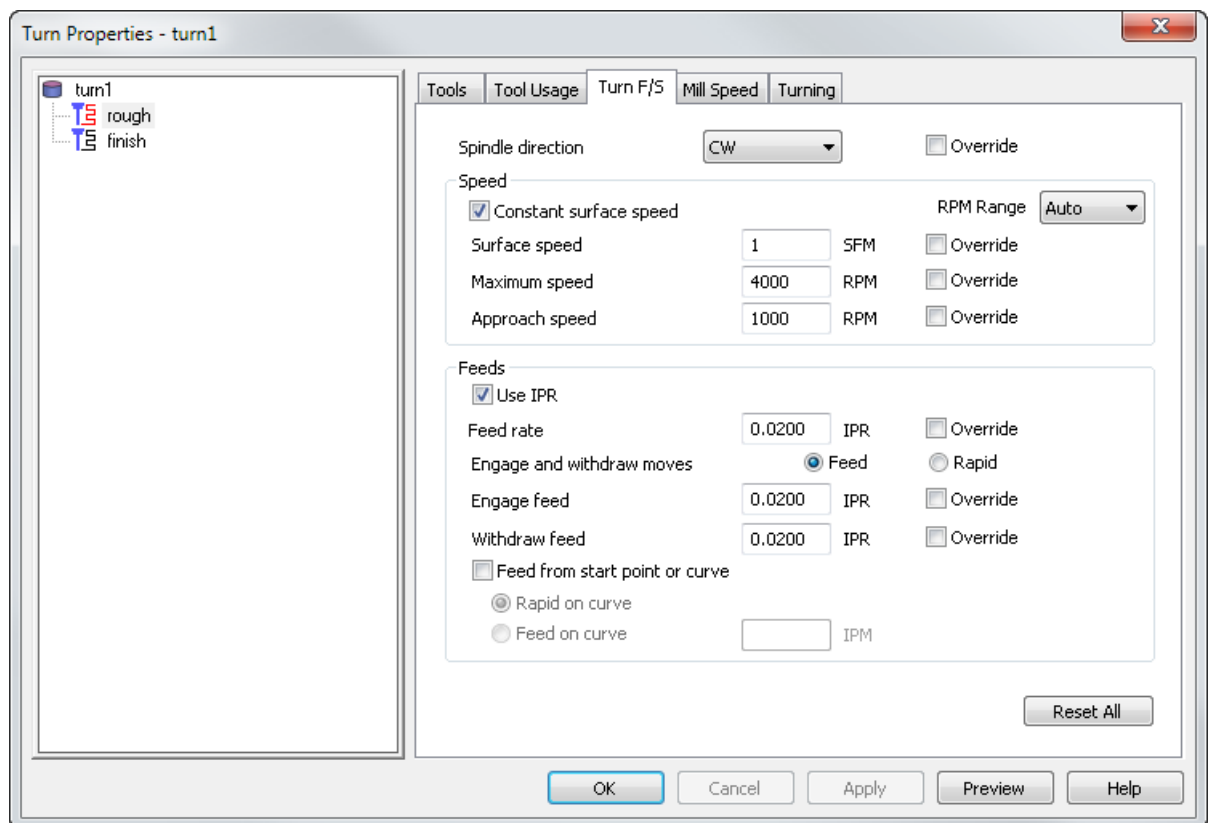 Turn Properties - turn1
turn1
rough
finish
Tools Tool Usage Turn F/S Mill Speed Turning
Spindle direction CW Override
Speed
Constant surface speed RPM Range Auto
Surface speed 1 SFM Override
Maximum speed 4000 RPM Override
Approach speed 1000 RPM Override
Feeds
Use IPR
Feed rate 0.0200 IPR Override
Engage and withdraw moves Feed Rapid
Engage feed 0.0200 IPR Override
Withdraw feed 0.0200 IPR Override
Feed from start point or curve
Rapid on curve
Feed on curve IPM
Reset All
OK Cancel Apply Preview Help